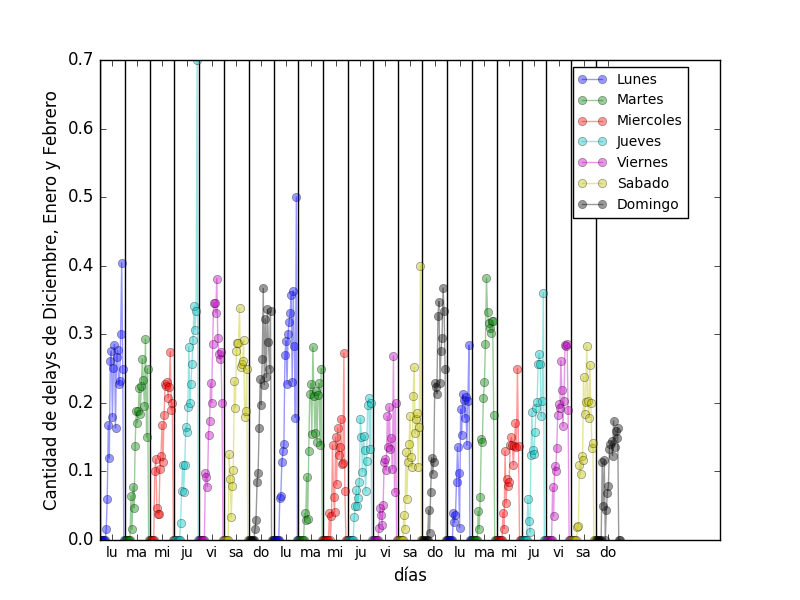 Cantidad de delays de Diciembre, Enero y Febrero
0.7
0.6
0.5
0.4
0.3
0.2
0.1
0.0
Lunes
Martes
Miercoles
Jueves
Viernes
Sabado
Domingo
lu ma mi ju vi sa do lu ma mi ju vi sa do lu ma mi ju vi sa do
días